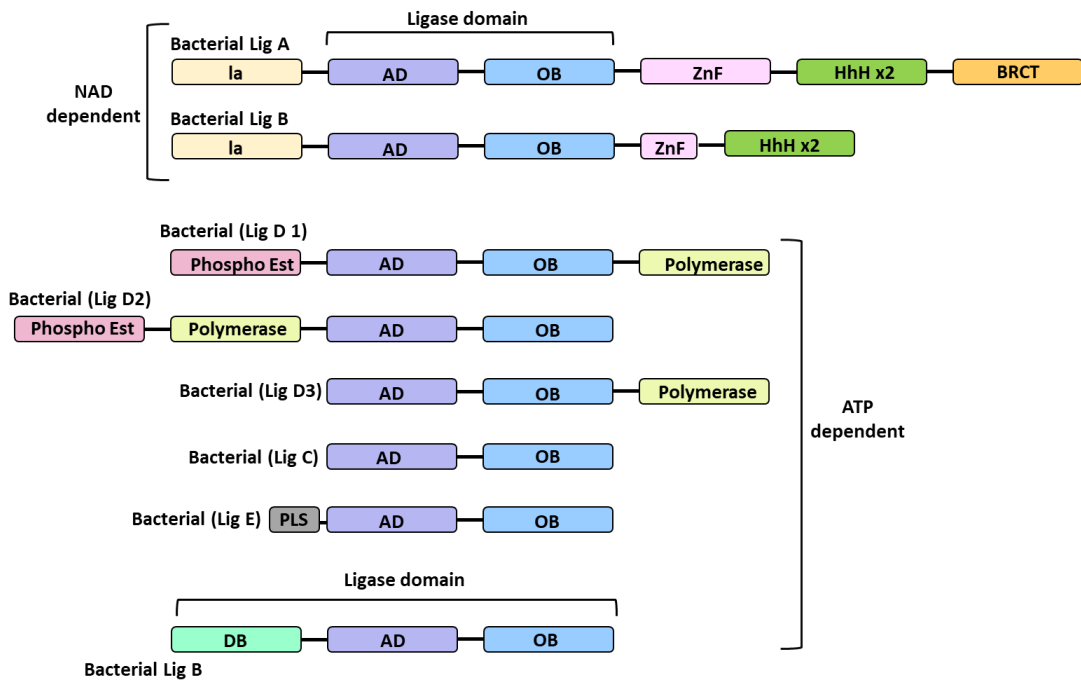 Ligase domain
Bacterial Lig A
Ia AD OB ZnF HhH x2 BRCT
NAD
dependent
Bacterial Lig B
Ia AD OB ZnF HhH x2
Bacterial (Lig D 1)
Phospho Est AD OB Polymerase
Bacterial (Lig D2)
Phospho Est Polymerase AD OB
Bacterial (Lig D3) AD OB Polymerase
ATP
dependent
Bacterial (Lig C) AD OB
Bacterial (Lig E) PLS AD OB
Ligase domain
DB AD OB
Bacterial Lig B